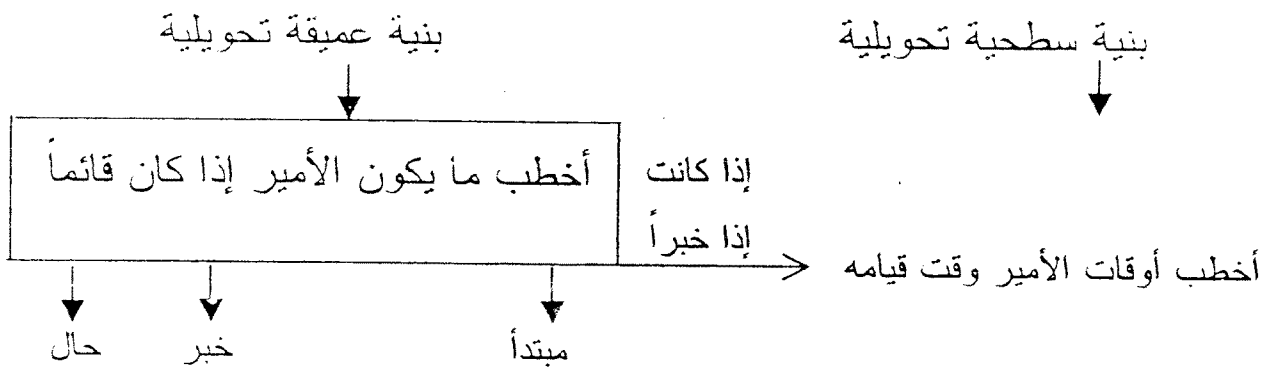 بنية سطحية تحويلية
بنية عميقة تحويلية
أخطب ما يكون الأمير إذا كان قائماً
إذا كانت
إذا خبراً
أخطب أوقات الأمير وقت قيامه
مبتدأ
خبر
حال